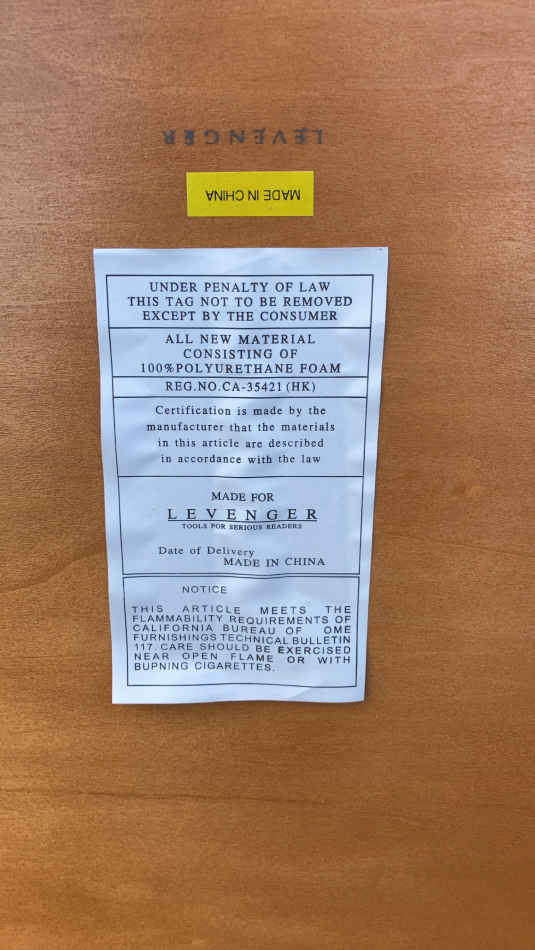 LEVENGER
MADE IN CHINA
UNDER PENALTY OF LAW
THIS TAG NOT TO BE REMOVED
EXCEPT BY THE CONSUMER
ALL NEW MATERIAL
CONSISTING OF
100%POLYURETHANE FOAM
REG.NO.CA-35421(HK)
Certification is made by the
manufacturer that the materials
in this article are described
in accordance with the law
MADE FOR
LEVENGER
TOOLS FOR SERIOUS READERS
Date of Delivery
MADE IN CHINA
NOTICE
THIS ARTICLE MEETS THE
FLAMMABILITY REQUIREMENTS OF
CALIFORNIA BUREAU OF OME
FURNISHINGS TECHNICAL BULLETIN
117. CARE SHOULD BE EXERCISED
NEAR OPEN FLAME OR WITH
BUPNING CIGARETTES.